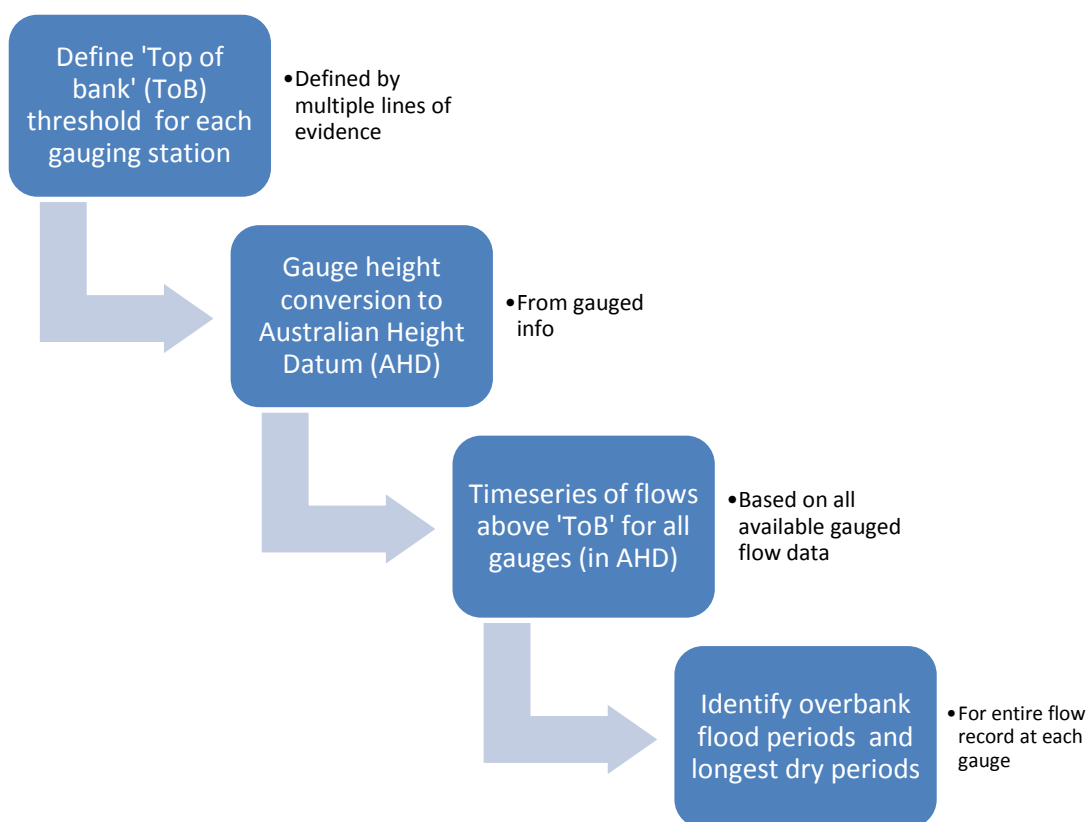 Define 'Top of
bank' (ToB)
threshold for each
gauging station
•Defined by
multiple lines of
evidence
Gauge height
conversion to
Australian Height
Datum (AHD)
•From gauged
info
Timeseries of flows
above 'ToB' for all
gauges (in AHD)
•Based on all
available gauged
flow data
Identify overbank
flood periods and
longest dry periods
•For entire flow
record at each
gauge